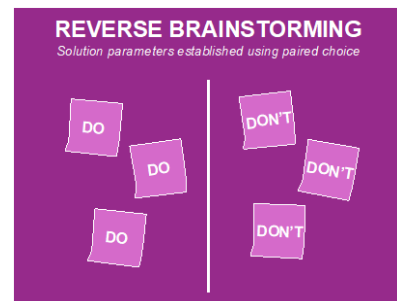 REVERSE BRAINSTORMING
Solution parameters established using paired choice
DO
DO
DO
DON'T
DON'T
DON'T